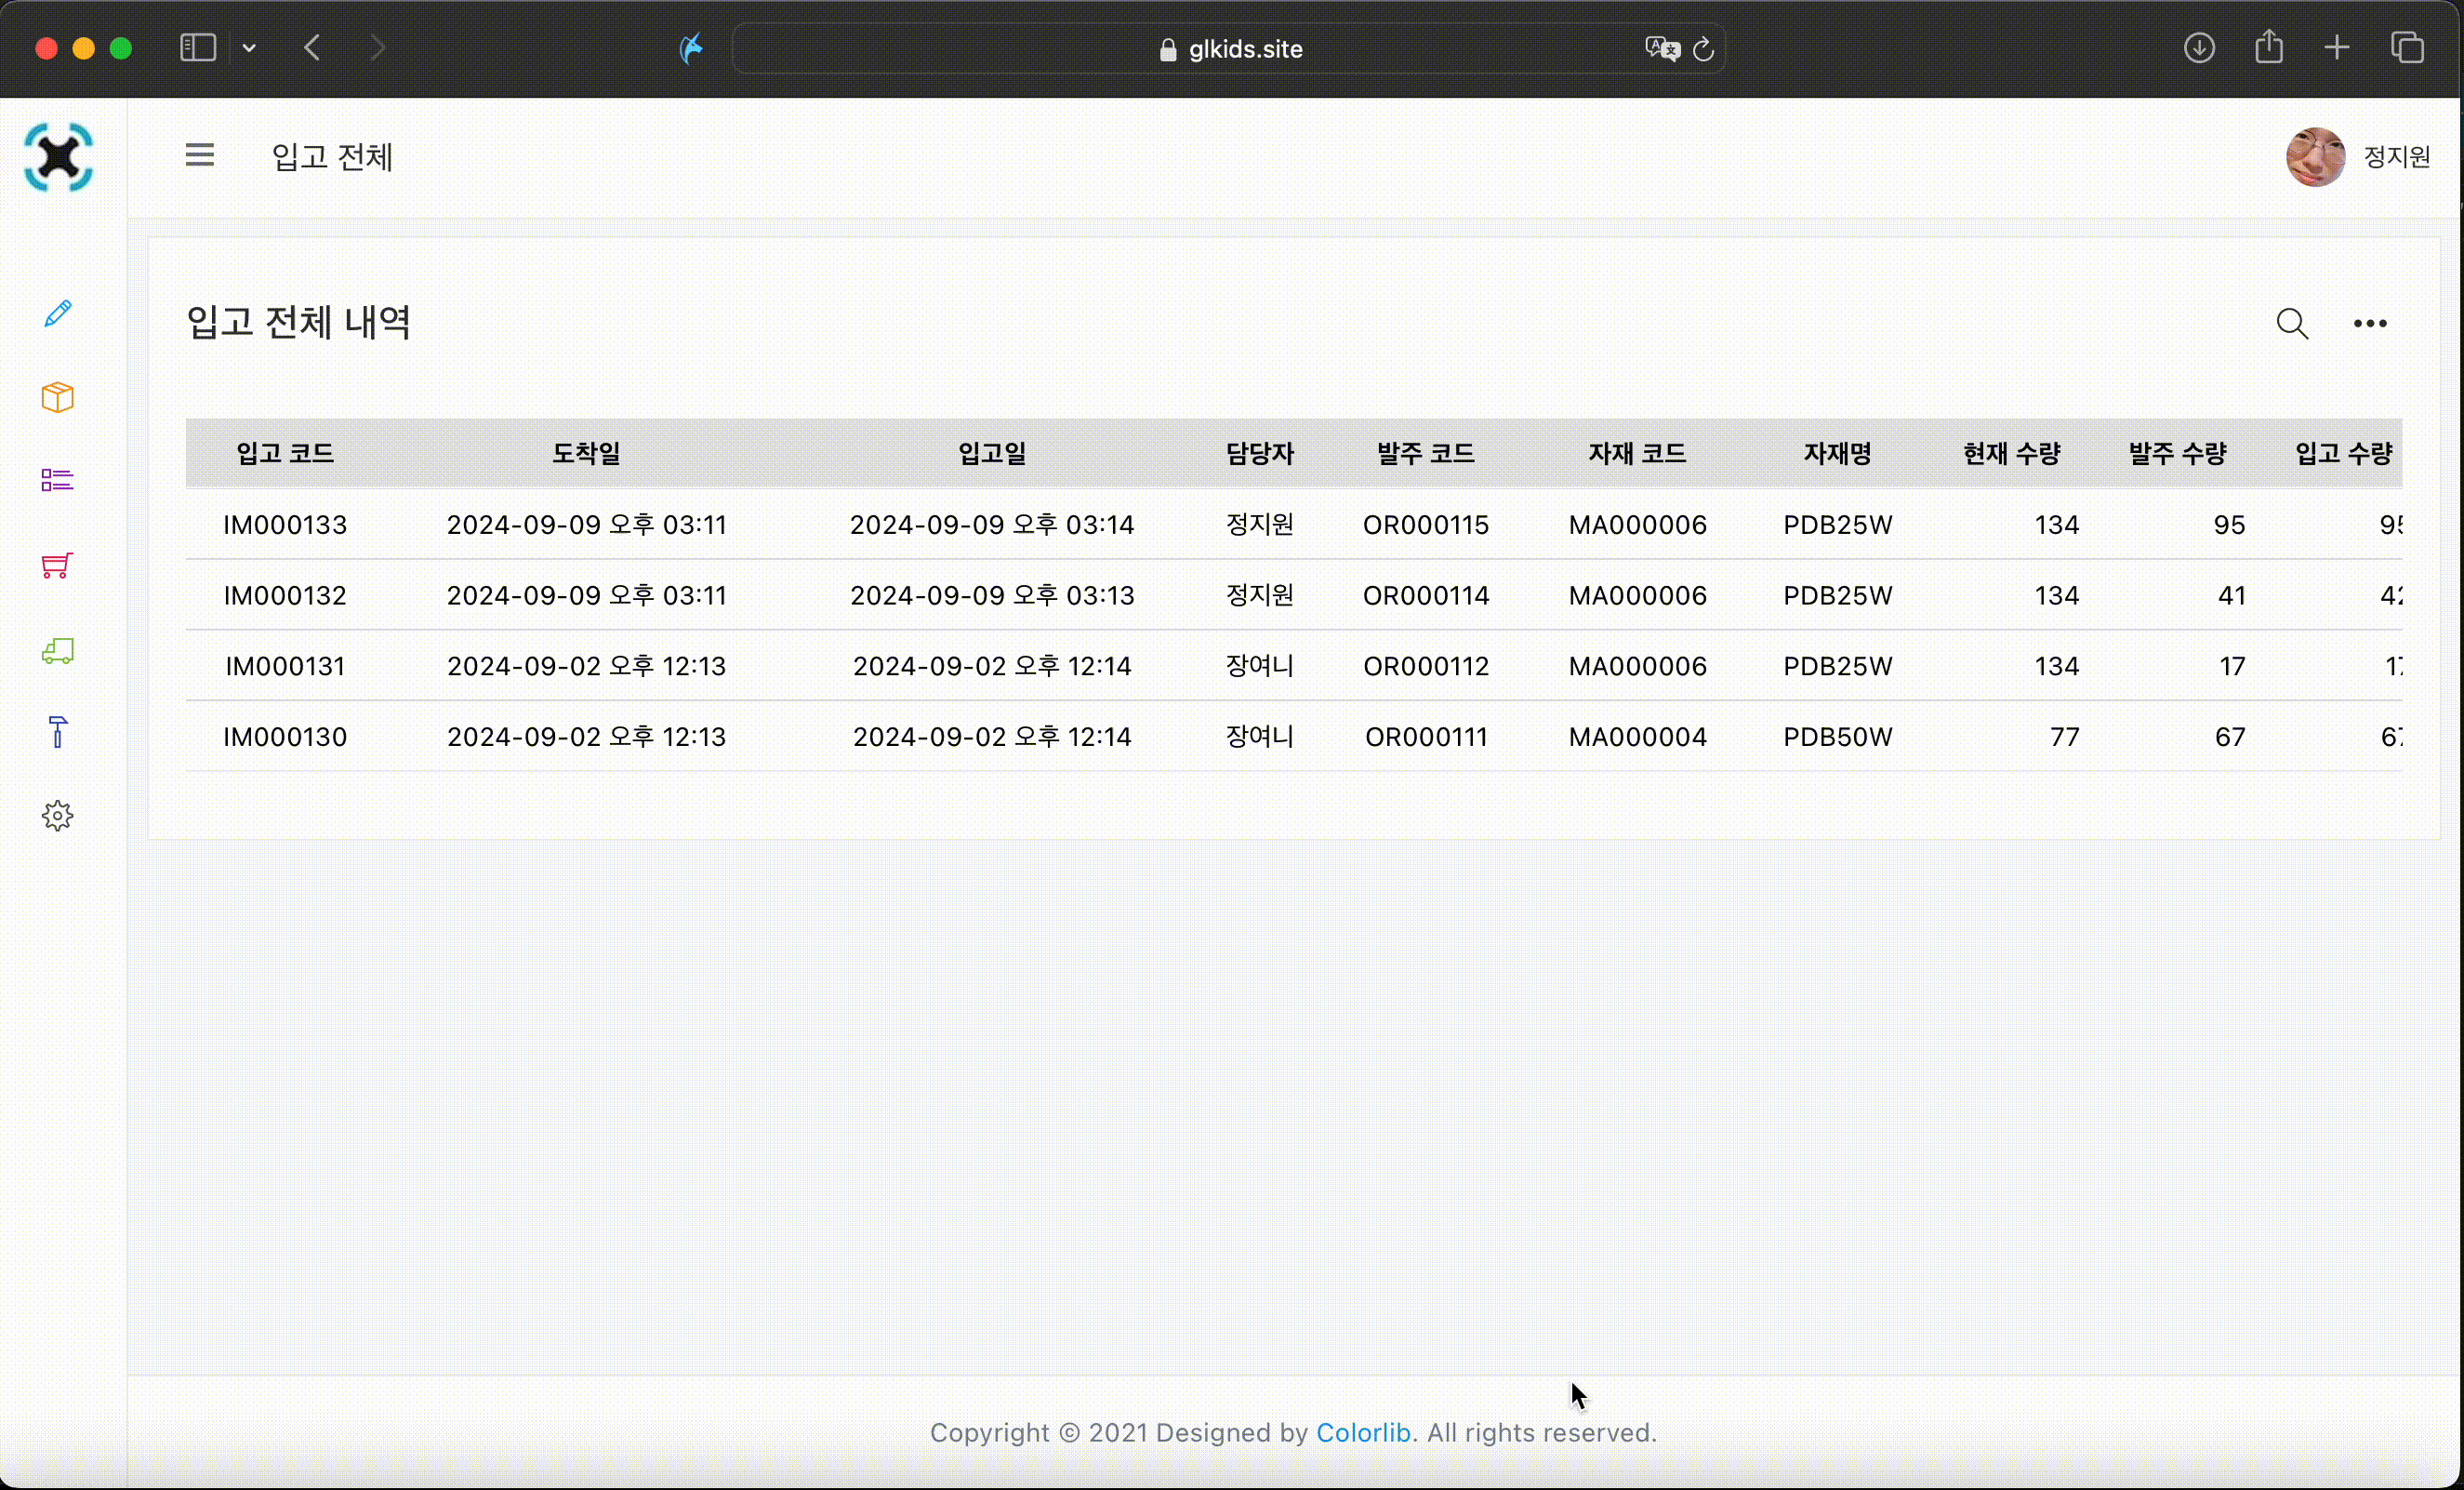 glkids.site
입고 전체
정지원
입고 전체 내역
입고 코드 도착일 입고일 담당자 발주 코드 자재 코드 자재명 현재 수량 발주 수량 입고 수량
IM000133 2024-09-09 오후 03:11 2024-09-09 오후 03:14 정지원 OR000115 MA000006 PDB25W 134 95 95
IM000132 2024-09-09 오후 03:11 2024-09-09 오후 03:13 정지원 OR000114 MA000006 PDB25W 134 41 42
IM000131 2024-09-02 오후 12:13 2024-09-02 오후 12:14 장여니 OR000112 MA000006 PDB25W 134 17 17
IM000130 2024-09-02 오후 12:13 2024-09-02 오후 12:14 장여니 OR000111 MA000004 PDB50W 77 67 67
Copyright © 2021 Designed by Colorlib. All rights reserved.